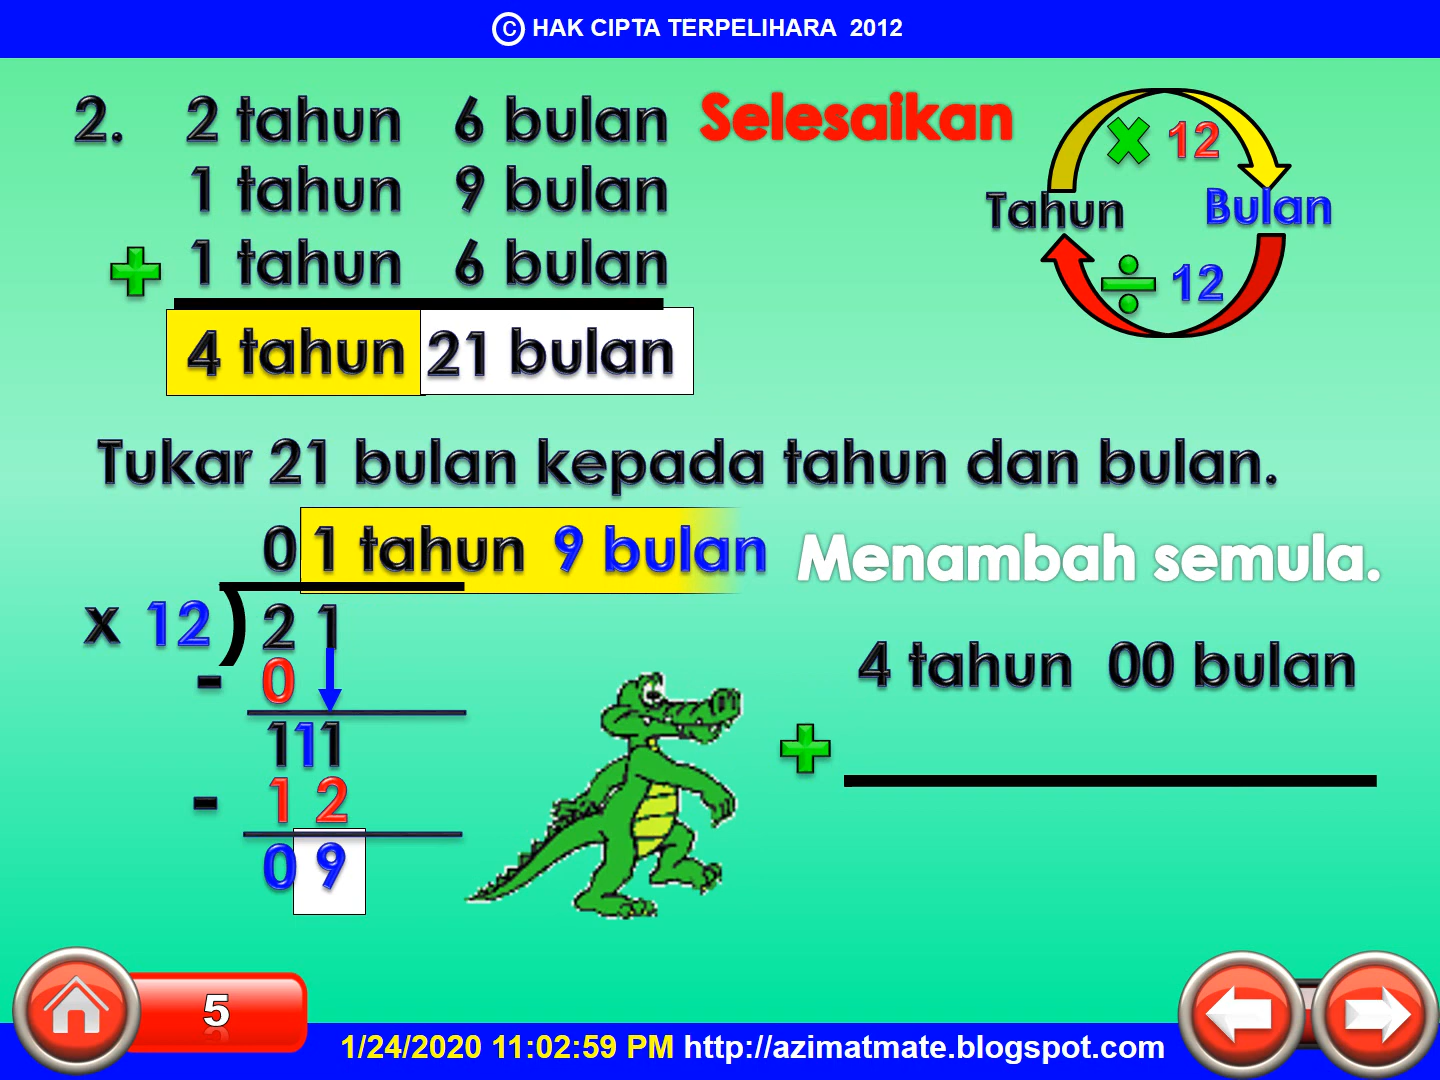 © HAK CIPTA TERPELIHARA 2012
2. 2 tahun 6 bulan Selesaikan
1 tahun 9 bulan
+ 1 tahun 6 bulan
4 tahun 21 bulan
× 12
Tahun Bulan
÷ 12
Tukar 21 bulan kepada tahun dan bulan.
0 1 tahun 9 bulan
x 12 ) 2 1
- 0
1 1 1
- 1 2
0 9
Menambah semula.
4 tahun 00 bulan
+
5
1/24/2020 11:02:59 PM http://azimatmate.blogspot.com